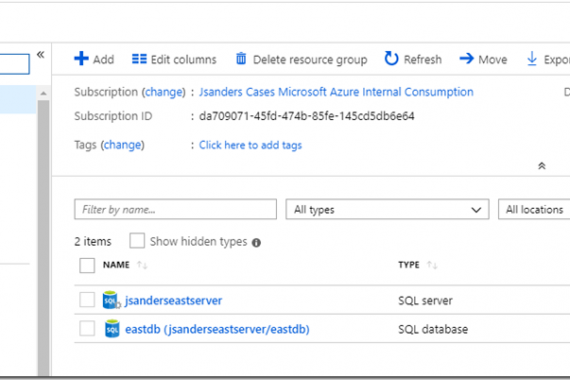 «
Add Edit columns Delete resource group Refresh Move
Subscription (change) : Jsanders Cases Microsoft Azure Internal Consumption
Subscription ID : da709071-45fd-474b-85fe-145cd5db6e64
Tags (change) : Click here to add tags
Filter by name... All types All locations
2 items Show hidden types
NAME ↑↓ TYPE ↑↓
SQL jsanderseastserver SQL server
SQL eastdb (jsanderseastserver/eastdb) SQL database